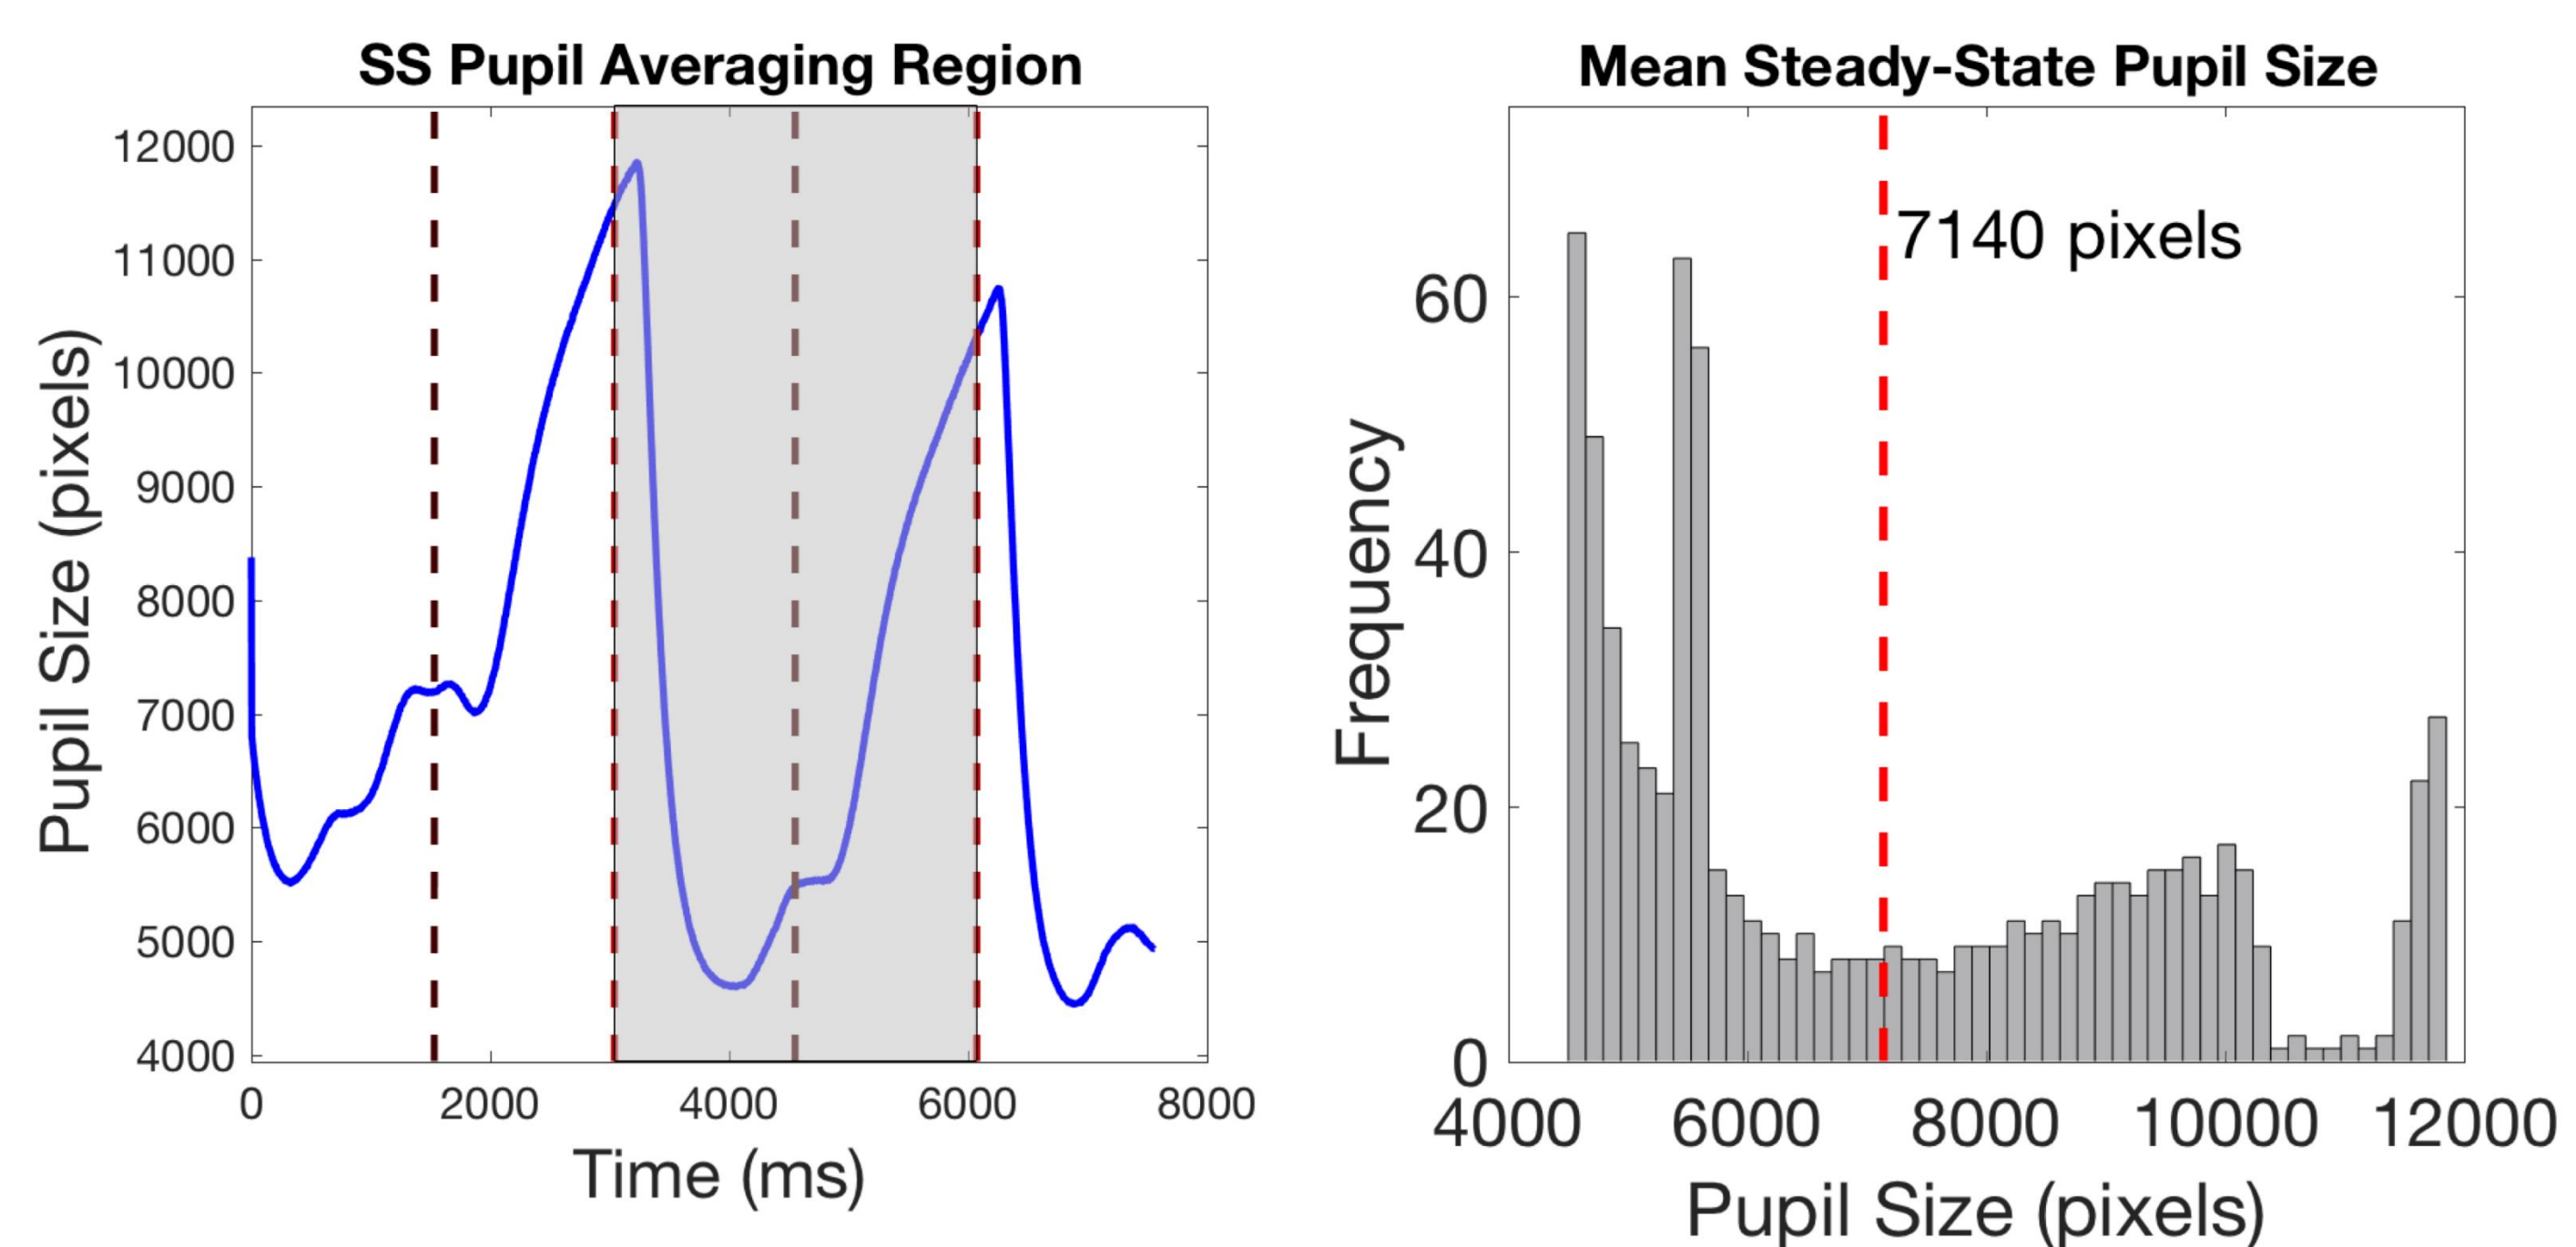 SS Pupil Averaging Region
12000
11000
10000
9000
8000
7000
6000
5000
4000
Pupil Size (pixels)
0 2000 4000 6000 8000
Time (ms)
Mean Steady-State Pupil Size
7140 pixels
60
40
20
0
Frequency
4000 6000 8000 10000 12000
Pupil Size (pixels)